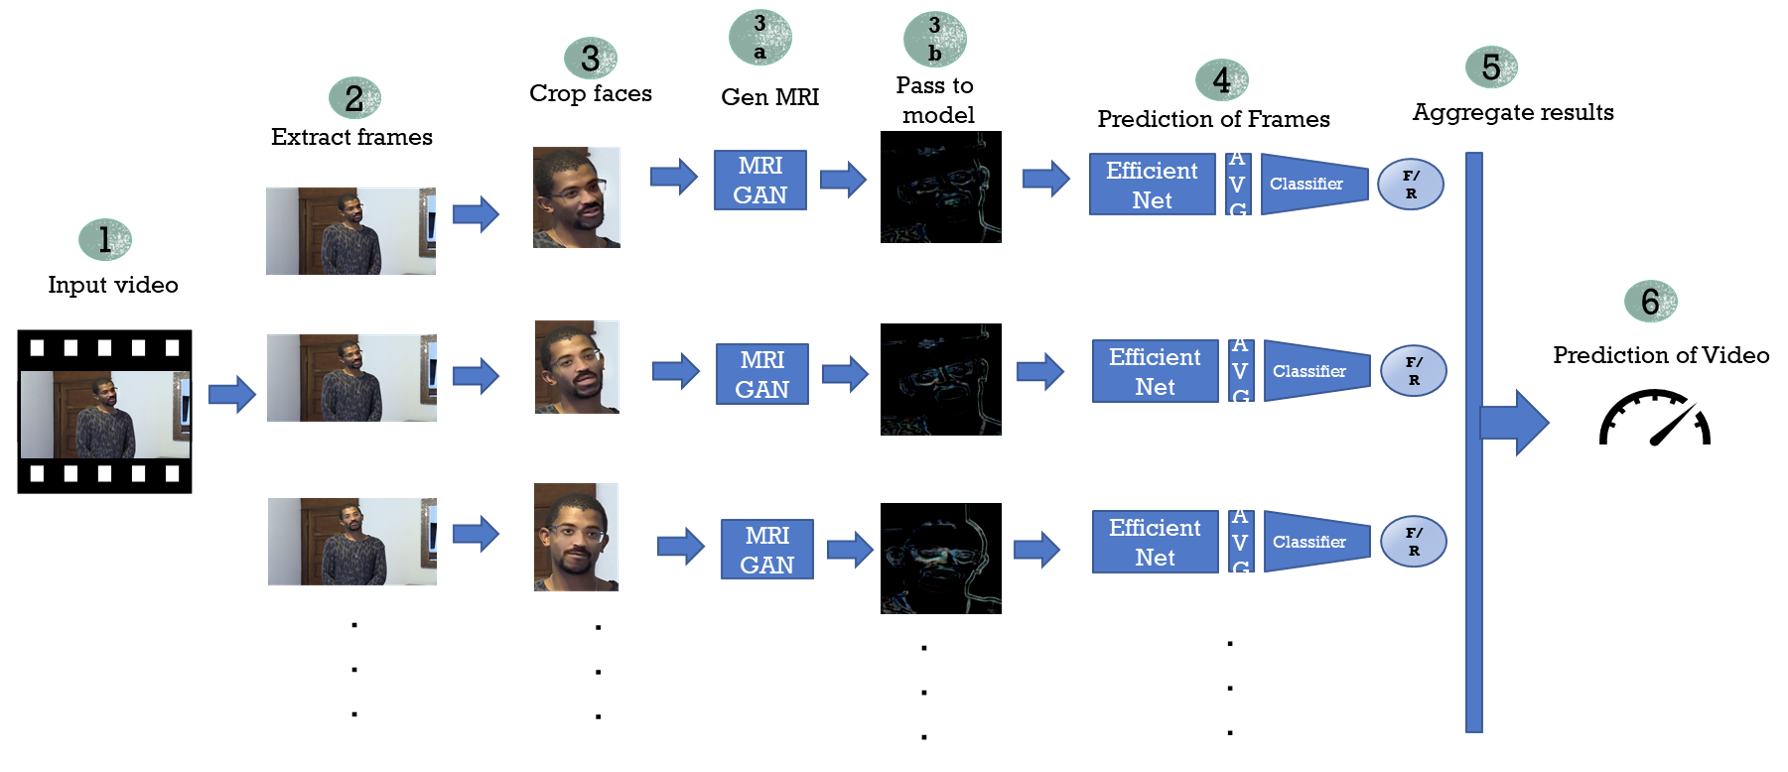 1
Input video
2
Extract frames
3
Crop faces
3
a
Gen MRI
3
b
Pass to
model
4
Prediction of Frames
5
Aggregate results
6
Prediction of Video
MRI
GAN
Efficient
Net
A
V
G
Classifier
F/
R
MRI
GAN
Efficient
Net
A
V
G
Classifier
F/
R
MRI
GAN
Efficient
Net
A
V
G
Classifier
F/
R